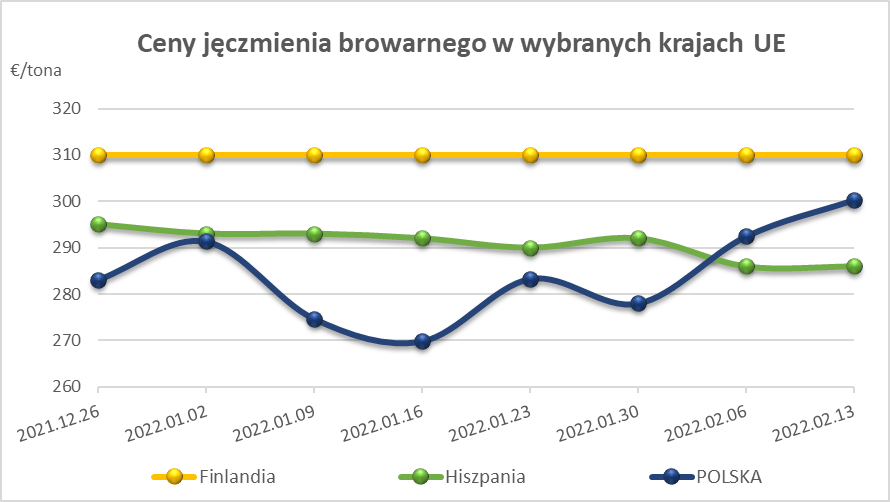 Ceny jęczmienia browarnego w wybranych krajach UE
€/tona
320
310
300
290
280
270
260
2021.12.26 2022.01.02 2022.01.09 2022.01.16 2022.01.23 2022.01.30 2022.02.06 2022.02.13
Finlandia Hiszpania POLSKA